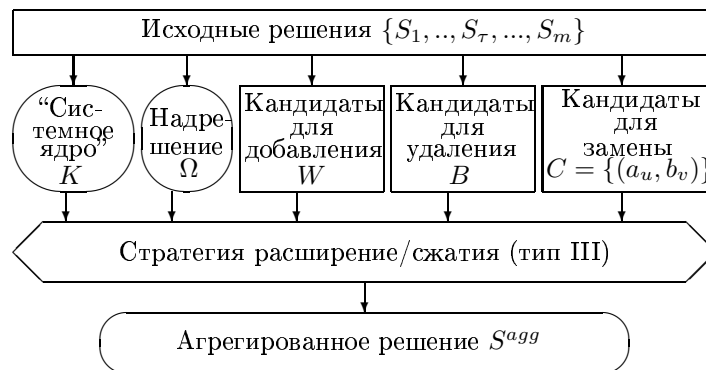 Исходные решения {S_1, .., S_τ, ..., S_m}
“Сис-
темное
ядро”
K
Надре-
шение
Ω
Кандидаты
для
добавления
W
Кандидаты
для
удаления
B
Кандидаты
для
замены
C = {(a_u, b_v)}
Стратегия расширение/сжатия (тип III)
Агрегированное решение S^{agg}